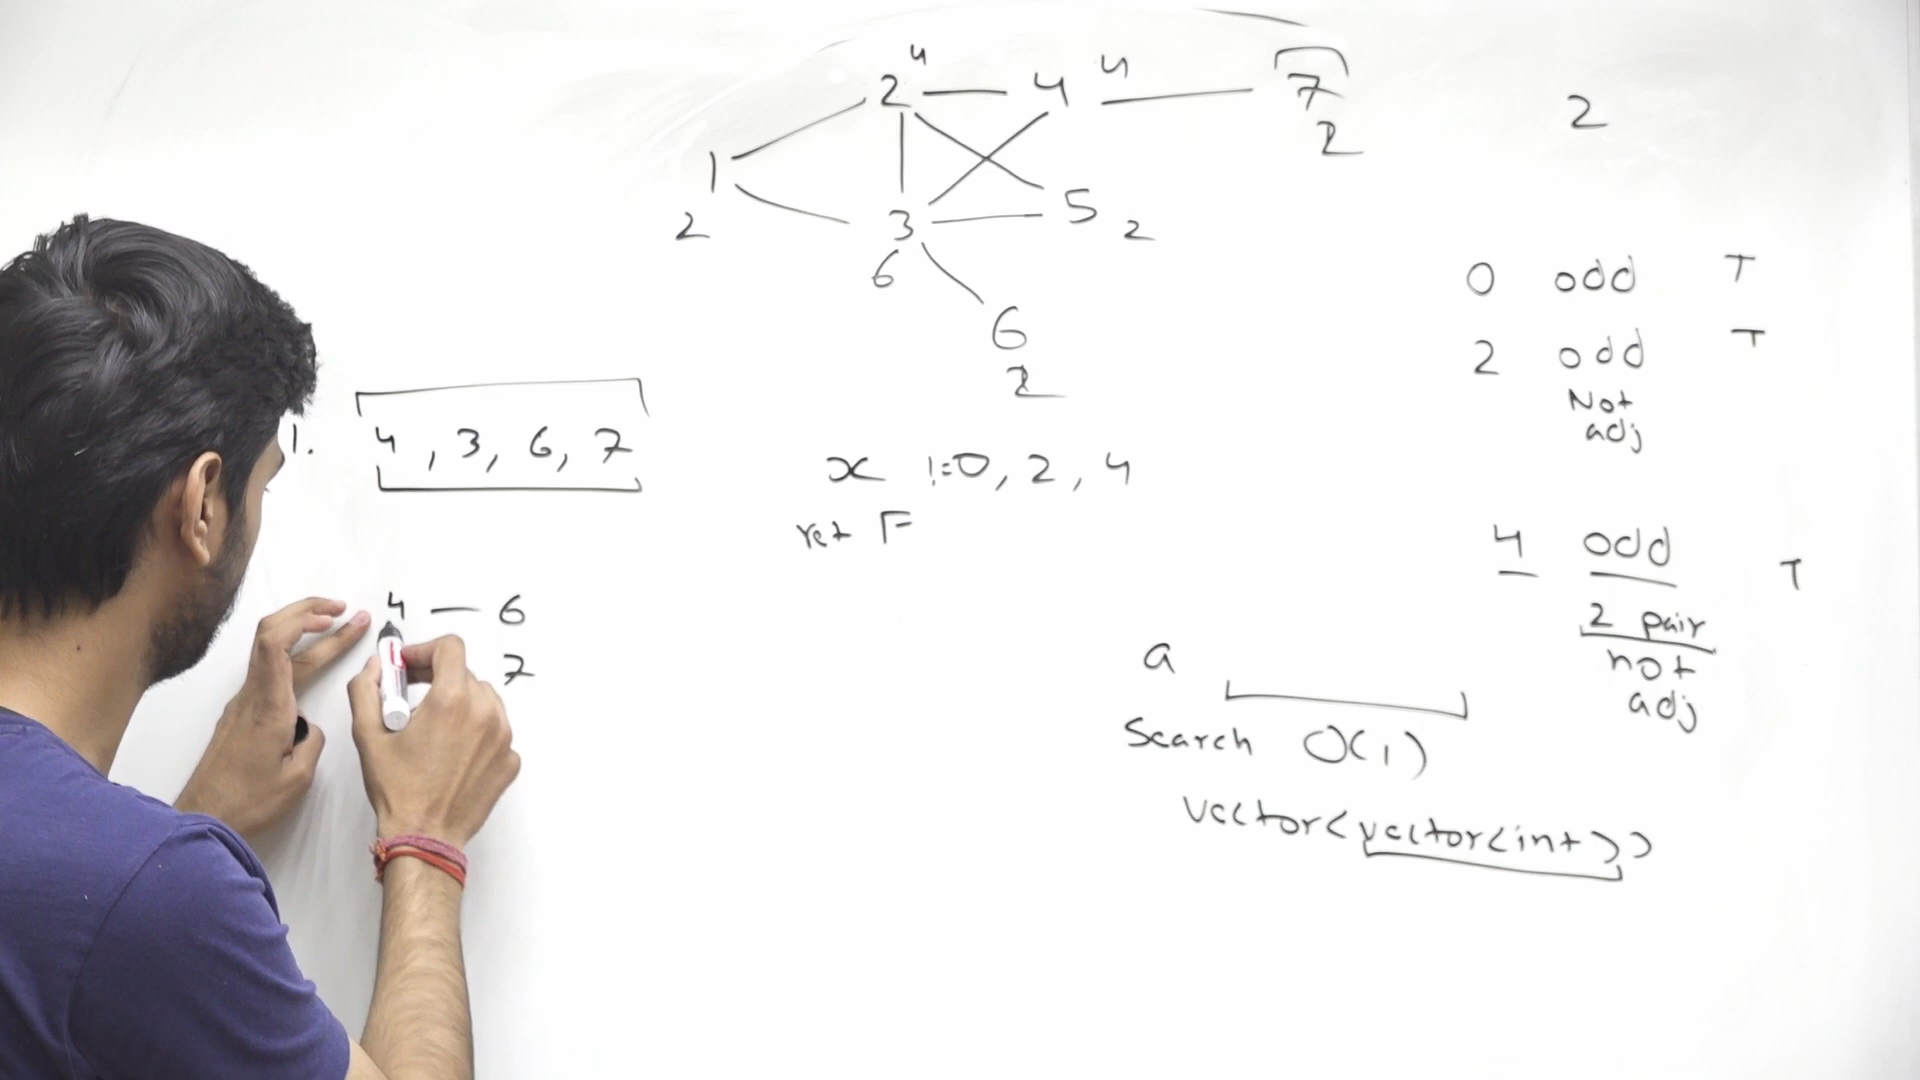 4
2 4 4 7
2
1
2
3 5 2
6
6
2
2
0 odd T
2 odd T
Not
adj
1. 4, 3, 6, 7
x != 0, 2, 4
ret F
4 odd T
2 pair
not
adj
4 — 6
7
a
Search O(1)
vector<vector<int>>